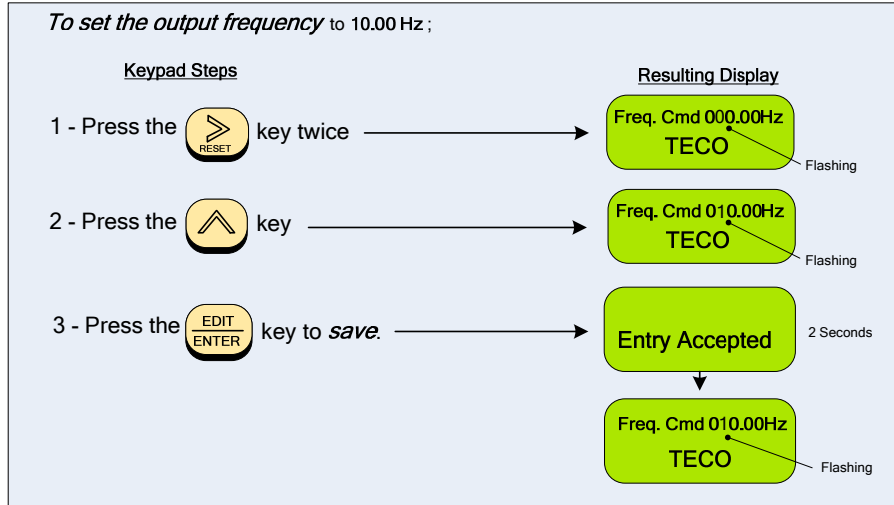 To set the output frequency to 10.00 Hz ;
Keypad Steps
Resulting Display
1 - Press the RESET key twice
Freq. Cmd 000.00Hz
TECO
Flashing
2 - Press the key
Freq. Cmd 010.00Hz
TECO
Flashing
3 - Press the EDIT ENTER key to save.
Entry Accepted
2 Seconds
Freq. Cmd 010.00Hz
TECO
Flashing